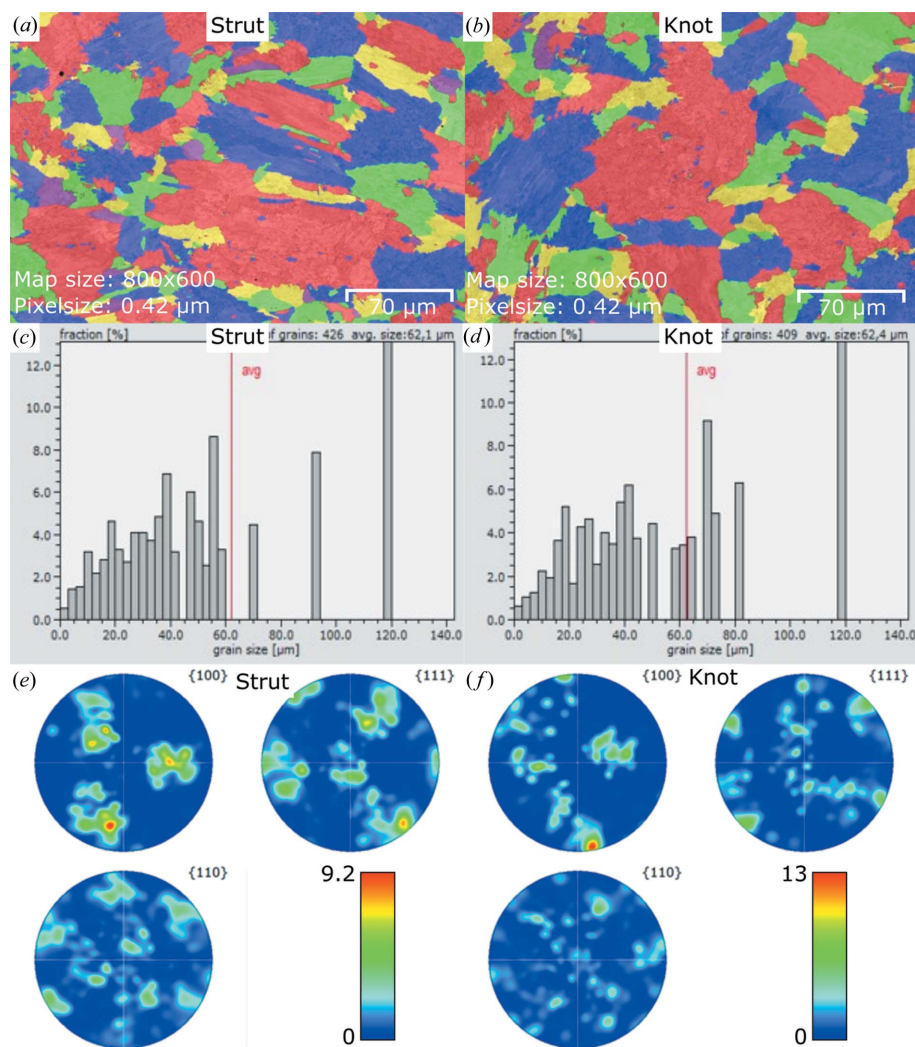 (a) Strut
(b) Knot
Map size: 800x600
Pixelsize: 0.42 µm
70 µm
Map size: 800x600
Pixelsize: 0.42 µm
70 µm
(c) Strut
fraction [%] of grains: 426 avg. size:62,1 µm
avg
12.0
10.0
8.0
6.0
4.0
2.0
0.0
0.0 20.0 40.0 60.0 80.0 100.0 120.0 140.0
grain size [µm]
(d) Knot
fraction [%] of grains: 409 avg. size:62,4 µm
avg
12.0
10.0
8.0
6.0
4.0
2.0
0.0
0.0 20.0 40.0 60.0 80.0 100.0 120.0 140.0
grain size [µm]
(e) {100} Strut {111}
{110}
9.2
0
(f) {100} Knot {111}
{110}
13
0